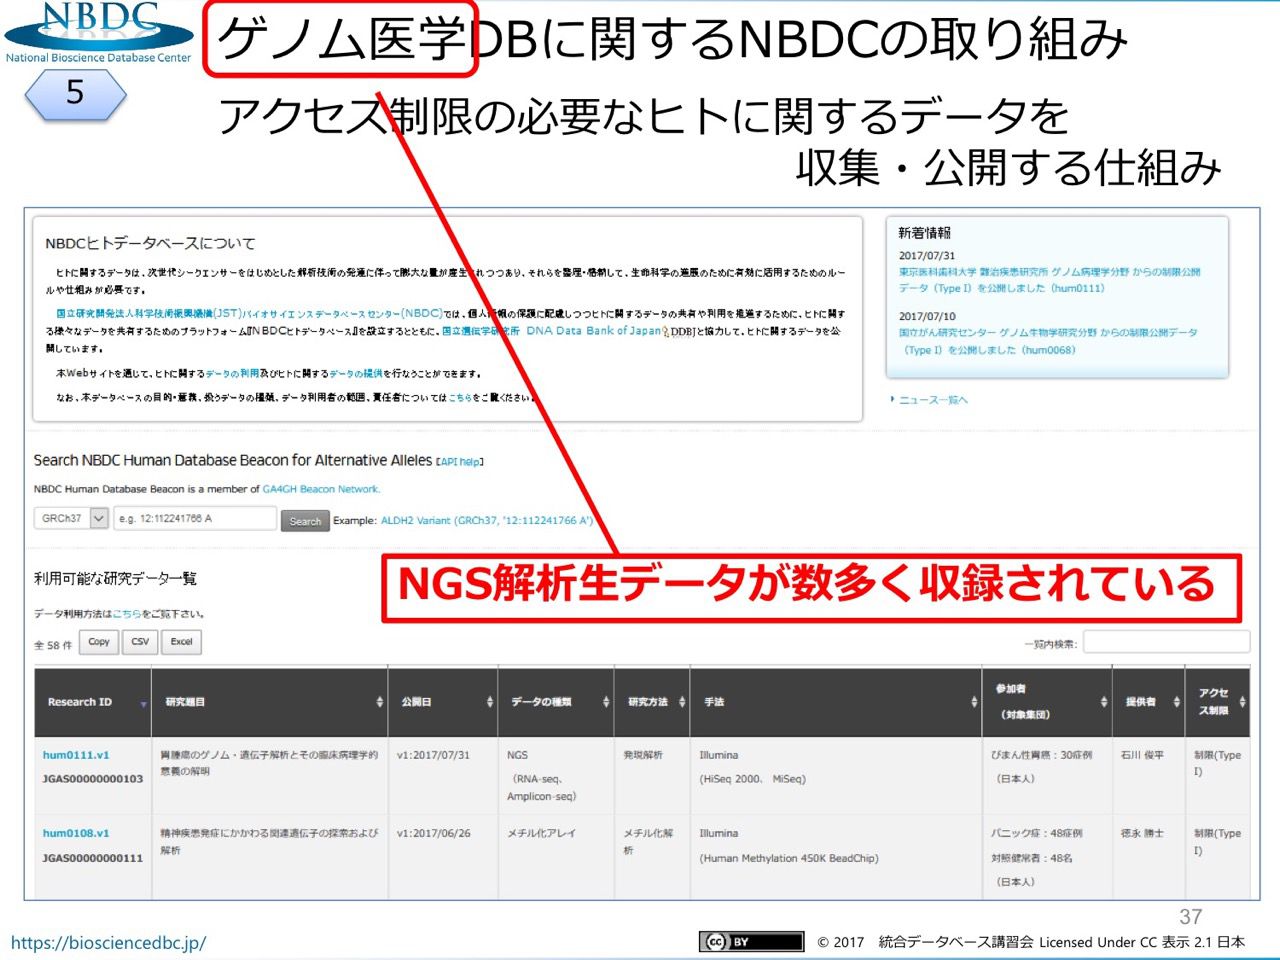 NBDC
National Bioscience Database Center
5
ゲノム医学DBに関するNBDCの取り組み
アクセス制限の必要なヒトに関するデータを
収集・公開する仕組み
NBDCヒトデータベースについて
ヒトに関するデータは、次世代シークエンサーをはじめとした解析技術の発達に伴って膨大な量が産生されつつあり、それらを整理・格納して、生命科学の進展のために有効に活用するためのルー
ルや仕組みが必要です。
国立研究開発法人科学技術振興機構(JST)バイオサイエンスデータベースセンター(NBDC)では、個人情報の保護に配慮しつつヒトに関するデータの共有や利用を推進するために、ヒトに関す
る様々なデータを共有するためのプラットフォーム『NBDCヒトデータベース』を設立するとともに、国立遺伝学研究所 DNA Data Bank of Japan(DDBJ)と協力して、ヒトに関するデータを公
開しています。
本Webサイトを通じて、ヒトに関するデータの利用及びヒトに関するデータの提供を行なうことができます。
なお、本データベースの目的・意義、扱うデータの種類、データ利用者の範囲、責任者についてはこちらをご覧ください。
新着情報
2017/07/31
東京医科歯科大学 難治疾患研究所 ゲノム病理学分野 からの制限公開
データ（Type I）を公開しました（hum0111）
2017/07/10
国立がん研究センター ゲノム生物学研究分野 からの制限公開データ
（Type I）を公開しました（hum0068）
ニュース一覧へ
Search NBDC Human Database Beacon for Alternative Alleles [API help]
NBDC Human Database Beacon is a member of GA4GH Beacon Network.
GRCh37 e.g. 12:112241766 A Search Example: ALDH2 Variant (GRCh37, '12:112241766 A')
NGS解析生データが数多く収録されている
利用可能な研究データ一覧
データ利用方法はこちらをご覧下さい。
全 58 件 Copy CSV Excel 一覧内検索:
Research ID 研究題目 公開日 データの種類 研究方法 手法 参加者（対象集団） 提供者 アクセス制限
hum0111.v1 胃腫瘍のゲノム・遺伝子解析とその臨床病理学的 v1:2017/07/31 NGS 発現解析 Illumina びまん性胃癌：30症例 石川 俊平 制限(Type
JGAS00000000103 意義の解明 （RNA-seq、 (HiSeq 2000、 MiSeq) （日本人） I)
Amplicon-seq)
hum0108.v1 精神疾患発症にかかわる関連遺伝子の探索および v1:2017/06/26 メチル化アレイ メチル化解 Illumina パニック症：48症例 徳永 勝士 制限(Type
JGAS00000000111 解析 析 (Human Methylation 450K BeadChip) 対照健常者：48名 I)
（日本人）
37
https://biosciencedbc.jp/
cc BY © 2017 統合データベース講習会 Licensed Under CC 表示 2.1 日本